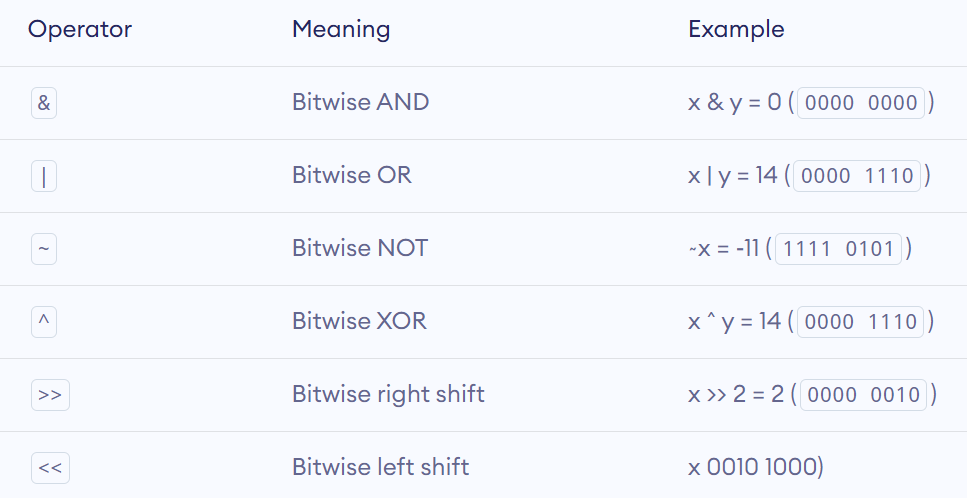 Operator Meaning Example
& Bitwise AND x & y = 0 (0000 0000)
| Bitwise OR x | y = 14 (0000 1110)
~ Bitwise NOT ~x = -11 (1111 0101)
^ Bitwise XOR x ^ y = 14 (0000 1110)
>> Bitwise right shift x >> 2 = 2 (0000 0010)
<< Bitwise left shift x 0010 1000)